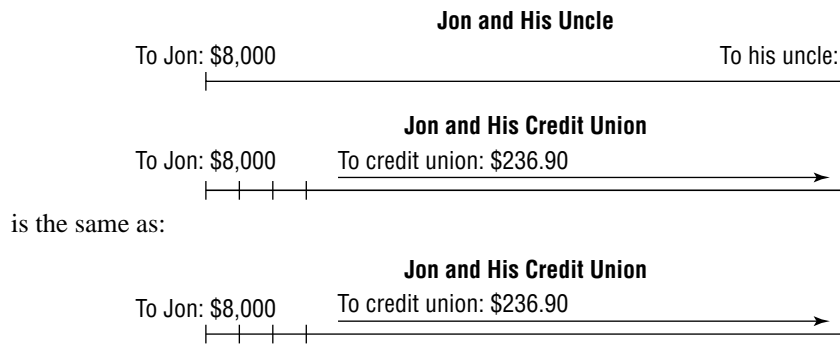 Jon and His Uncle
To Jon: $8,000 To his uncle:
Jon and His Credit Union
To Jon: $8,000 To credit union: $236.90
is the same as:
Jon and His Credit Union
To Jon: $8,000 To credit union: $236.90